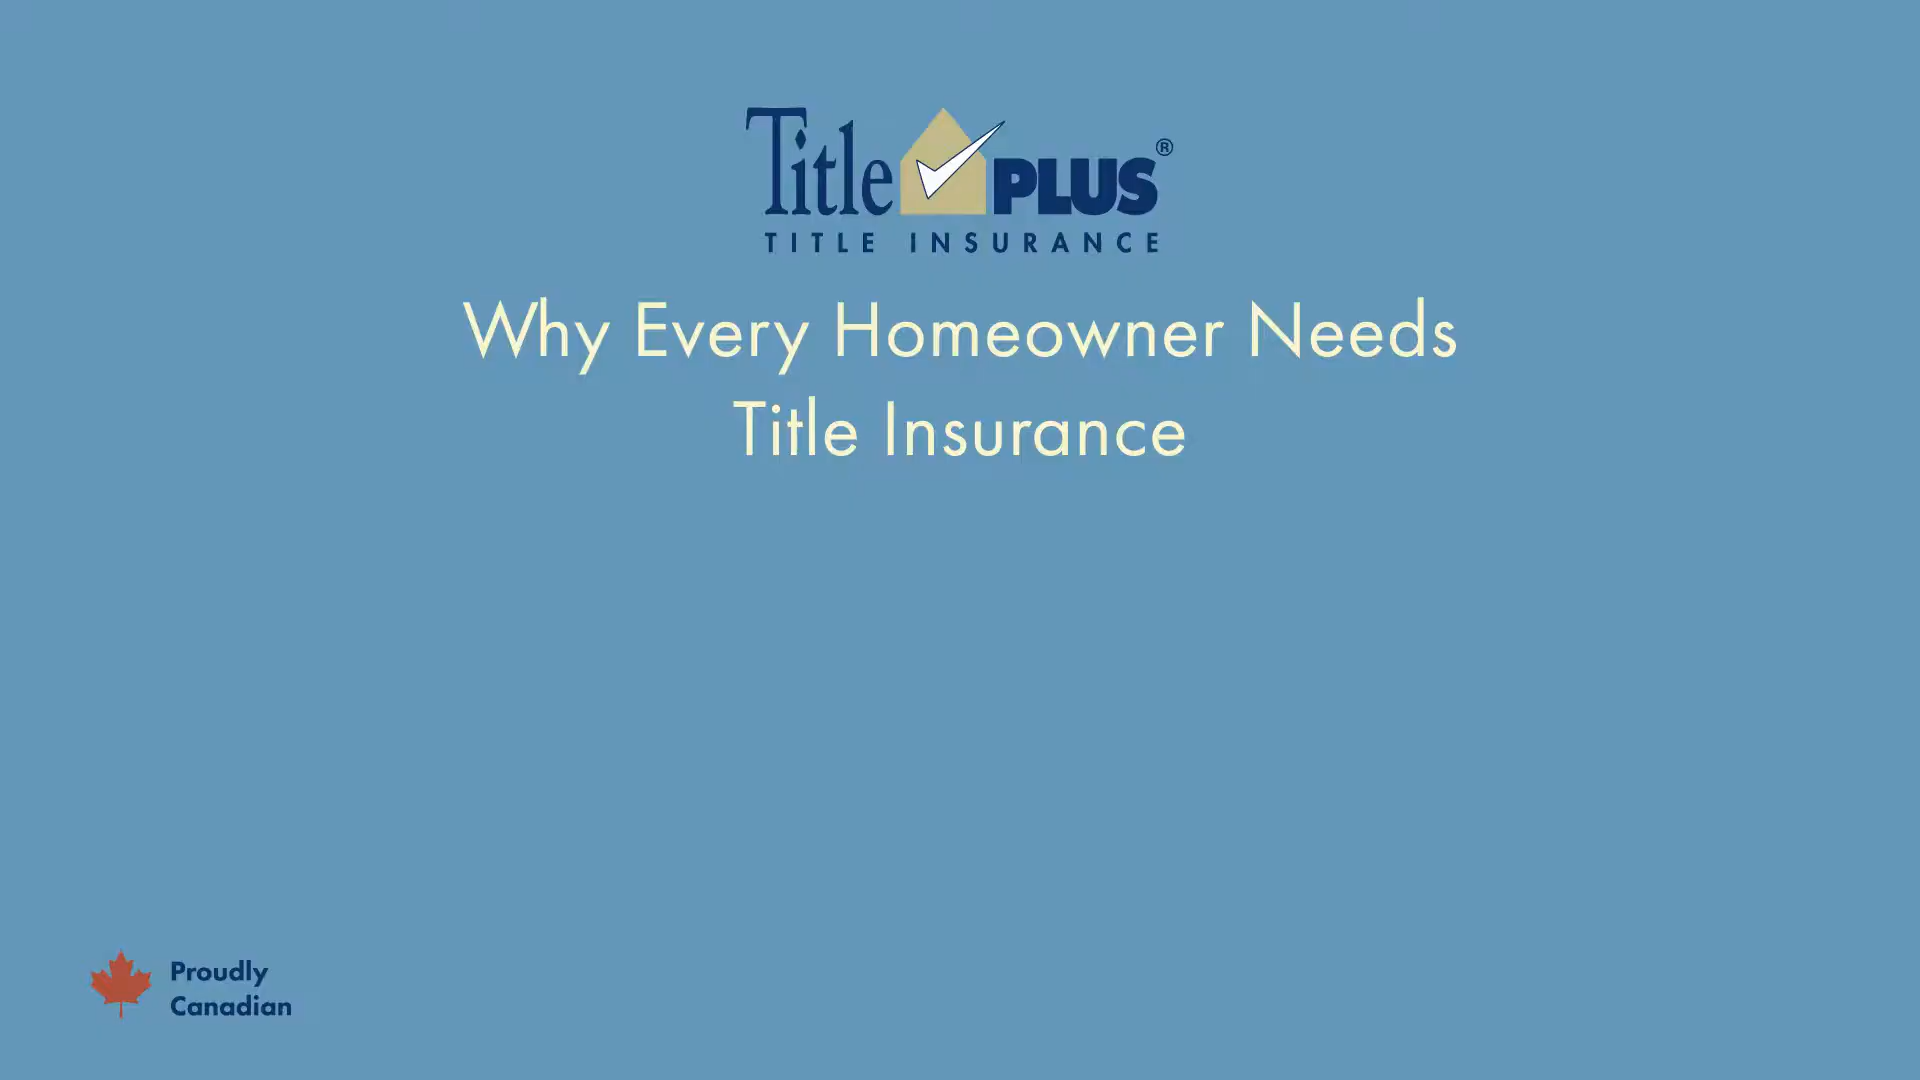 Title PLUS®
TITLE INSURANCE
Why Every Homeowner Needs
Title Insurance
Proudly
Canadian